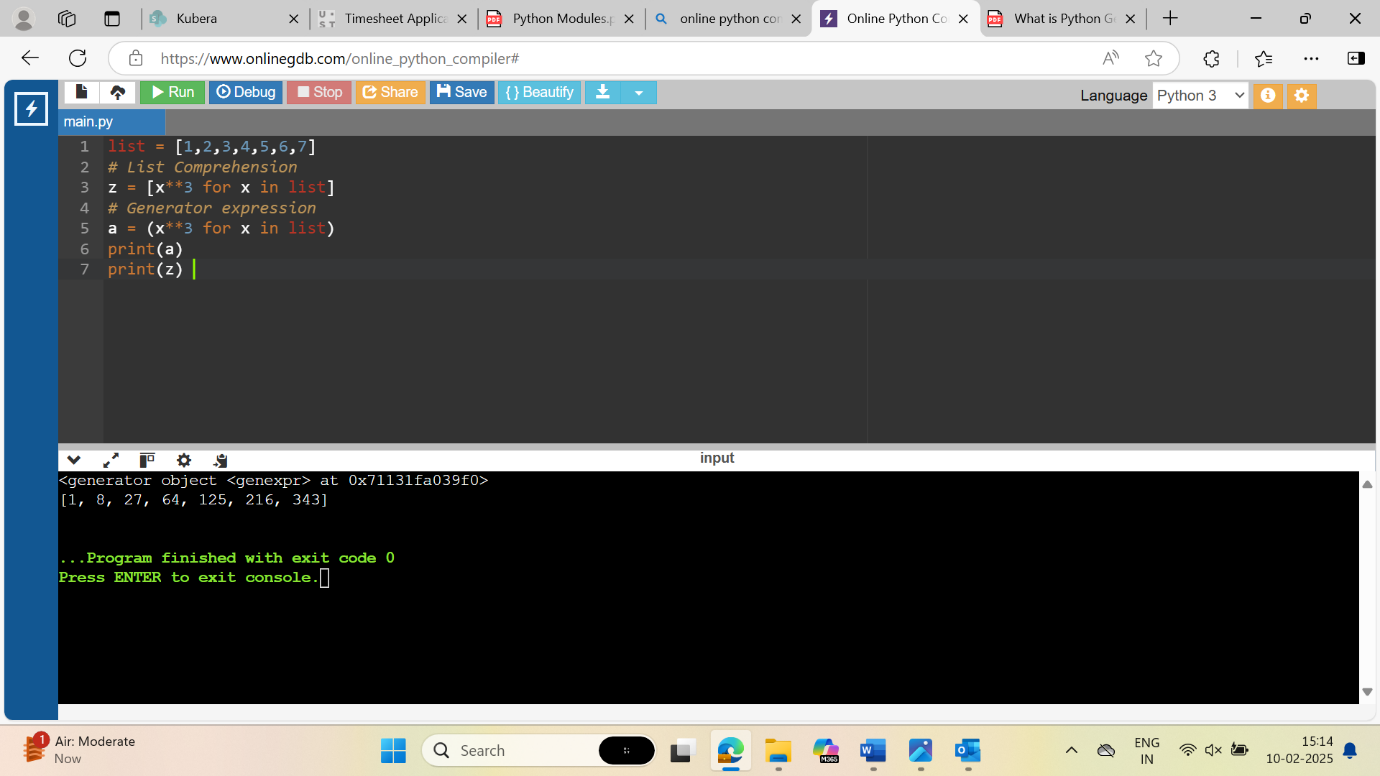 Kubera
Timesheet Applic
Python Modules.p
online python co
Online Python Co
What is Python G
https://www.onlinegdb.com/online_python_compiler#
Run
Debug
Stop
Share
Save
{ } Beautify
Language
Python 3
main.py
1 list = [1,2,3,4,5,6,7]
2 # List Comprehension
3 z = [x**3 for x in list]
4 # Generator expression
5 a = (x**3 for x in list)
6 print(a)
7 print(z)
input
<generator object <genexpr> at 0x71131fa039f0>
[1, 8, 27, 64, 125, 216, 343]
...Program finished with exit code 0
Press ENTER to exit console.
1
Air: Moderate
Now
Search
M365
ENG
IN
15:14
10-02-2025